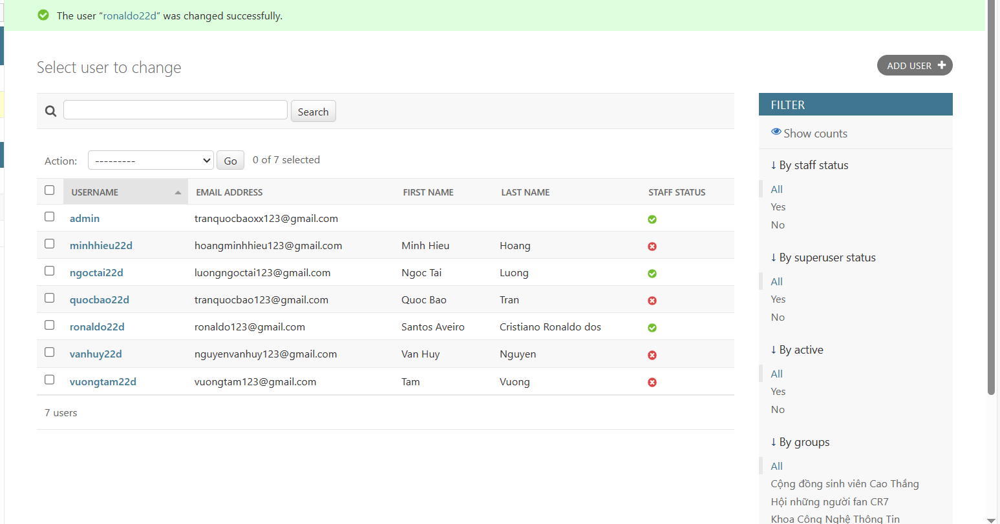 The user “ronaldo22d” was changed successfully.
Select user to change
ADD USER
Search
Action: --------- Go 0 of 7 selected
USERNAME EMAIL ADDRESS FIRST NAME LAST NAME STAFF STATUS
admin tranquocbaoxx123@gmail.com
minhhieu22d hoangminhhieu123@gmail.com Minh Hieu Hoang
ngoctai22d luongngoctai123@gmail.com Ngoc Tai Luong
quocbao22d tranquocbao123@gmail.com Quoc Bao Tran
ronaldo22d ronaldo123@gmail.com Santos Aveiro Cristiano Ronaldo dos
vanhuy22d nguyenvanhuy123@gmail.com Van Huy Nguyen
vuongtam22d vuongtam123@gmail.com Tam Vuong
7 users
FILTER
Show counts
↓ By staff status
All
Yes
No
↓ By superuser status
All
Yes
No
↓ By active
All
Yes
No
↓ By groups
All
Cộng đồng sinh viên Cao Thắng
Hội những người fan CR7
Khoa Công Nghệ Thông Tin